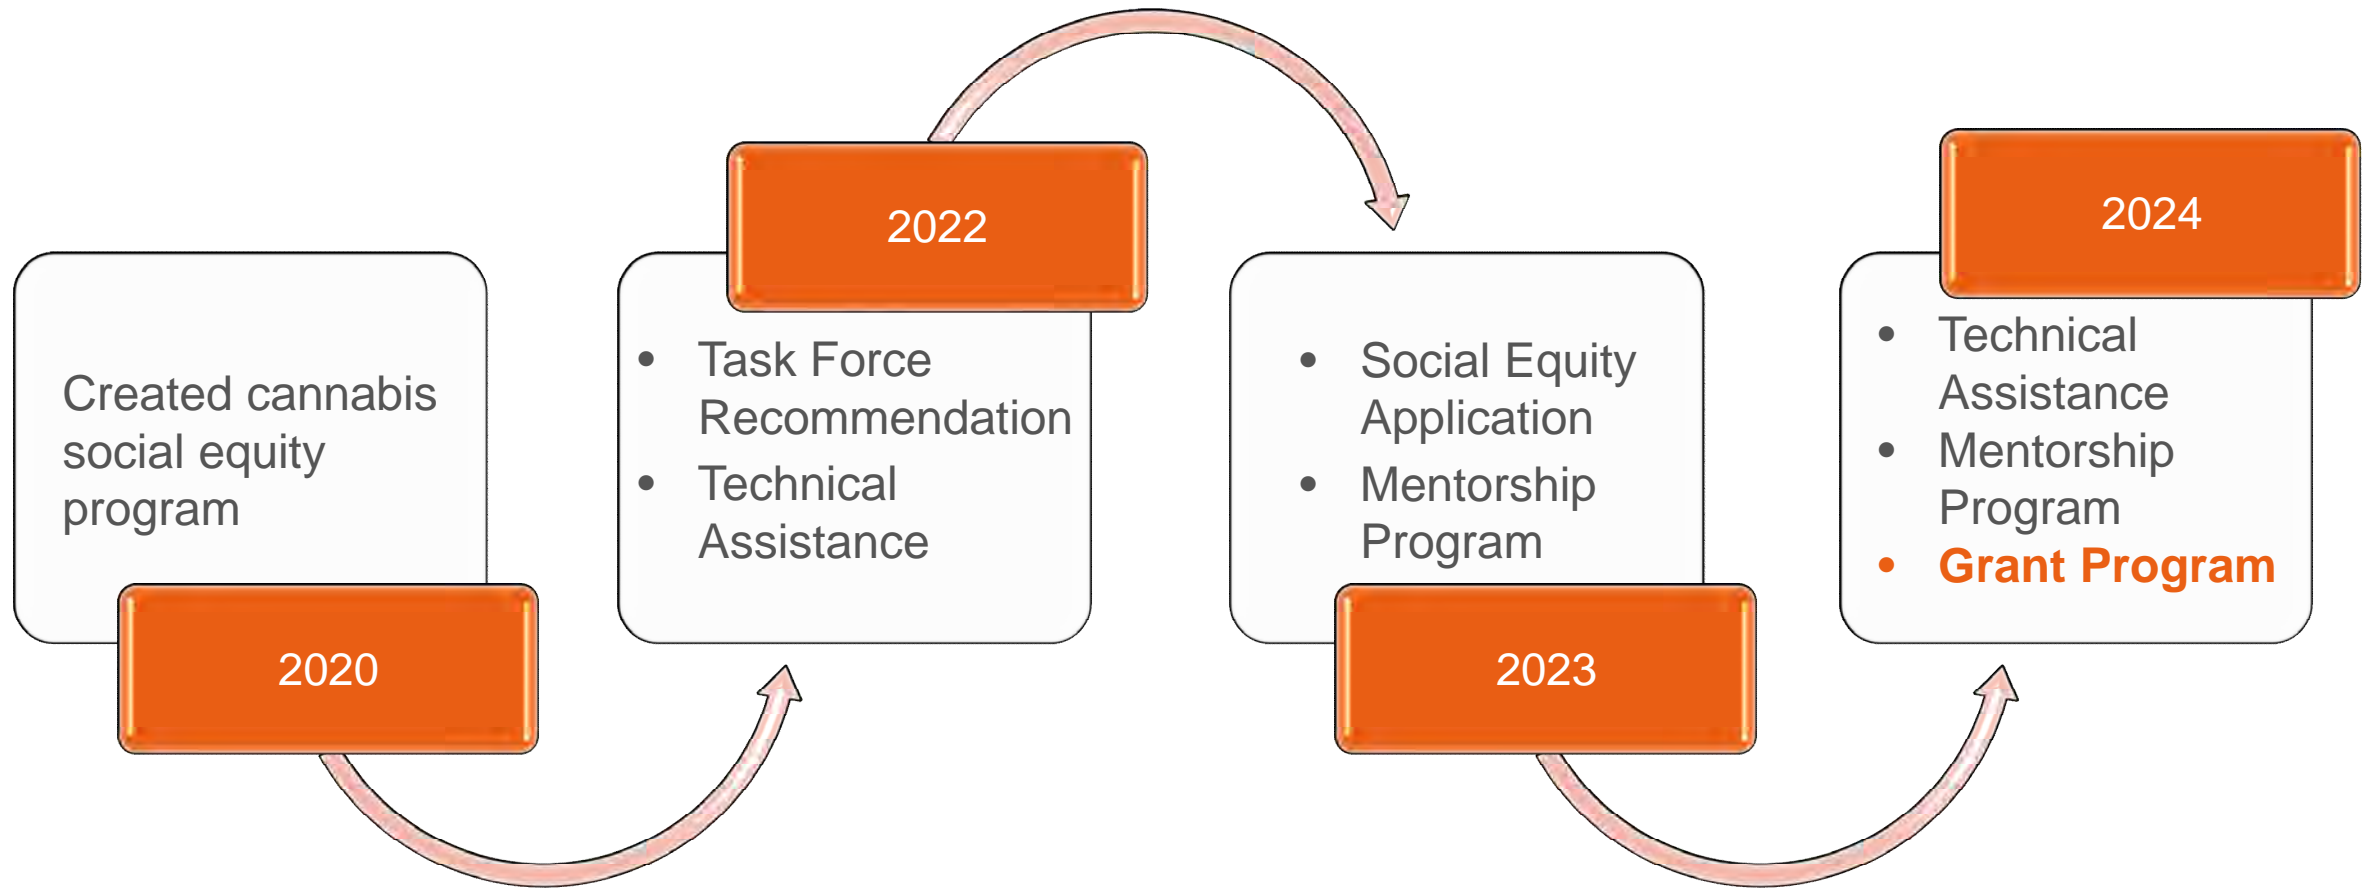 Created cannabis
social equity
program
2020
2022
• Task Force
Recommendation
• Technical
Assistance
• Social Equity
Application
• Mentorship
Program
2023
2024
• Technical
Assistance
• Mentorship
Program
• Grant Program